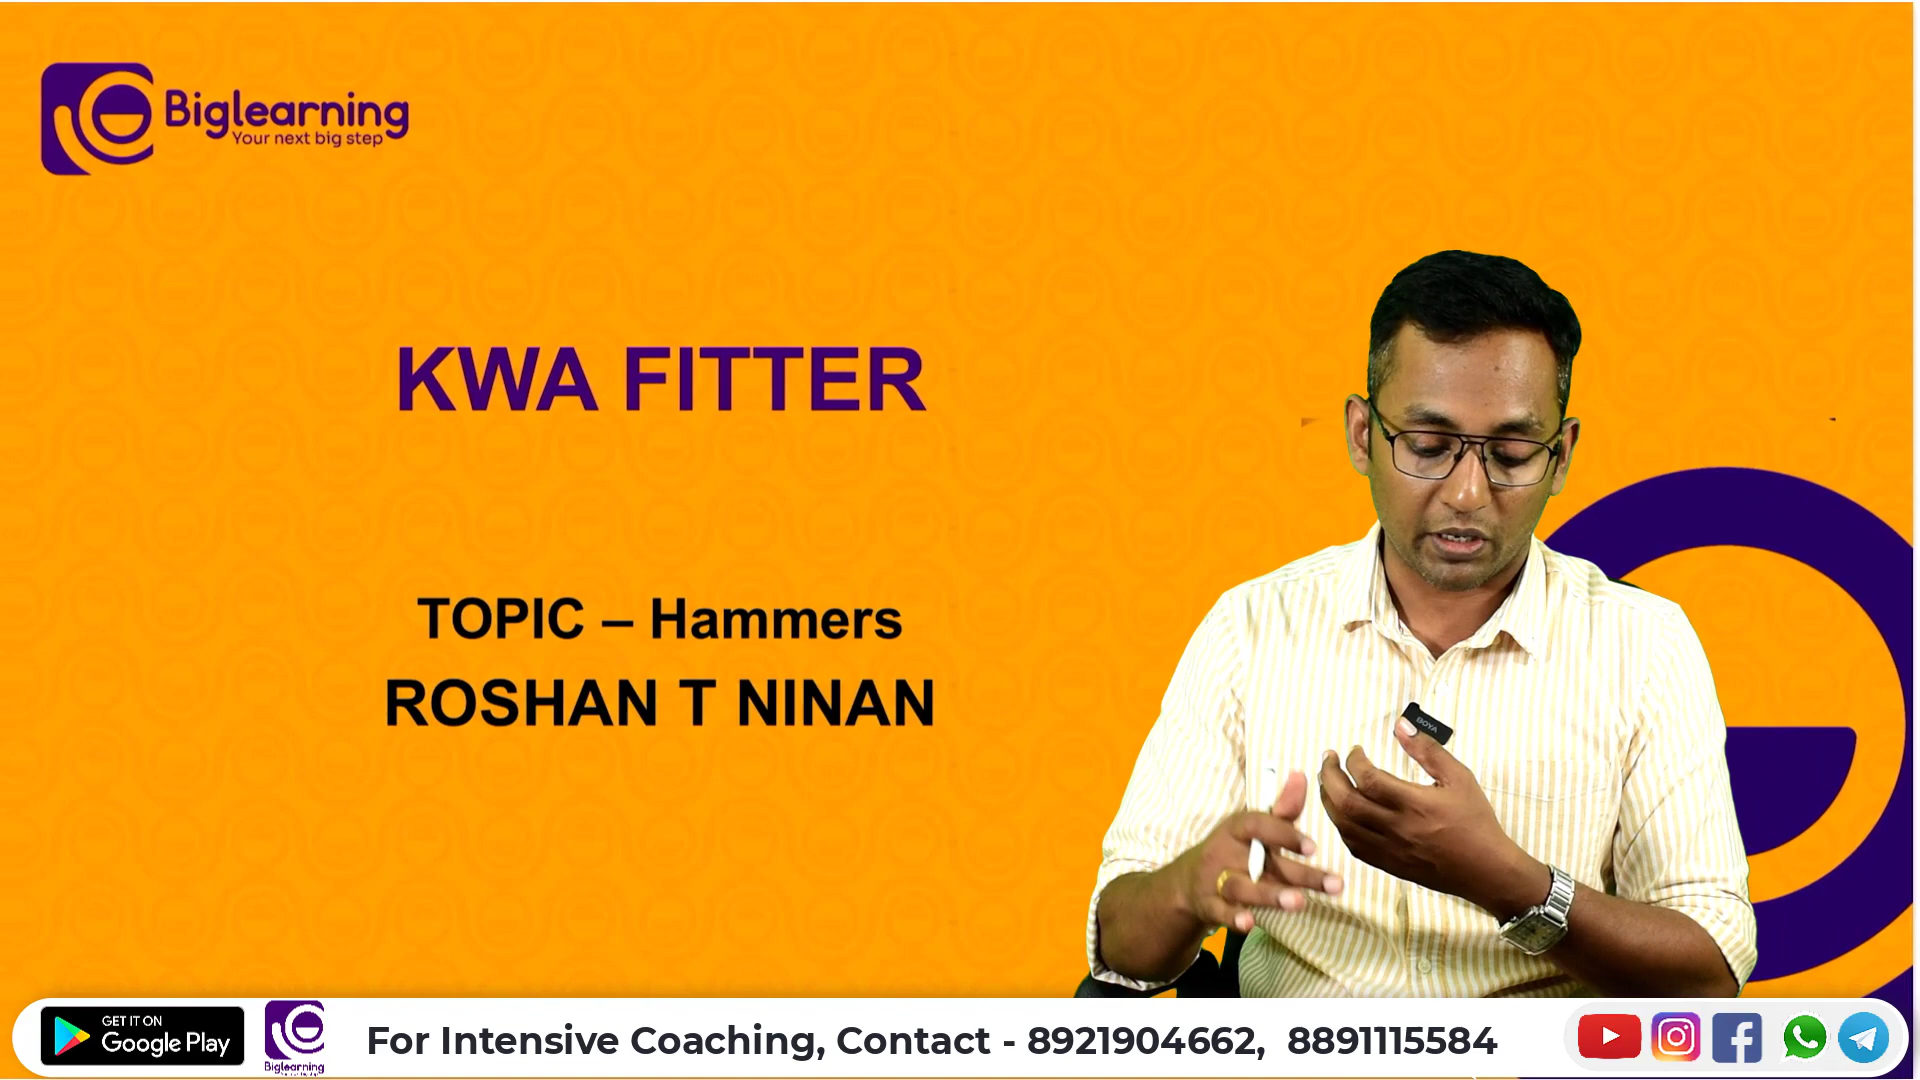 Biglearning
Your next big step
KWA FITTER
TOPIC – Hammers
ROSHAN T NINAN
BOYA
GET IT ON
Google Play
Biglearning
For Intensive Coaching, Contact - 8921904662, 8891115584